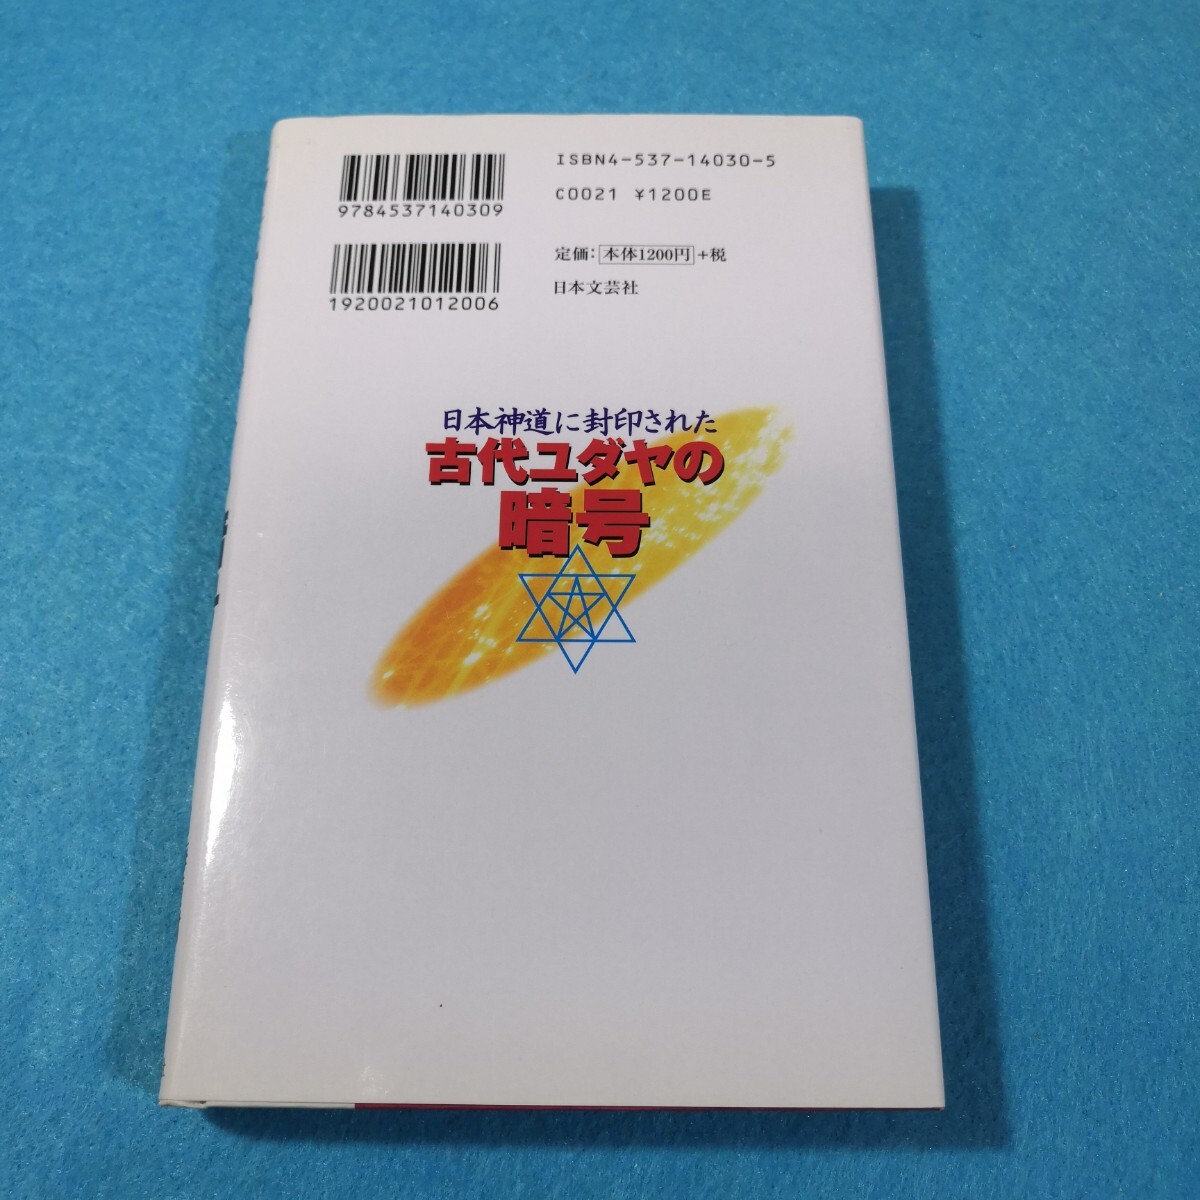 ISBN4-537-14030-5
C0021 ¥1200E
9784537140309
定価：本体1200円+税
日本文芸社
1920021012006
日本神道に封印された
古代ユダヤの
暗号